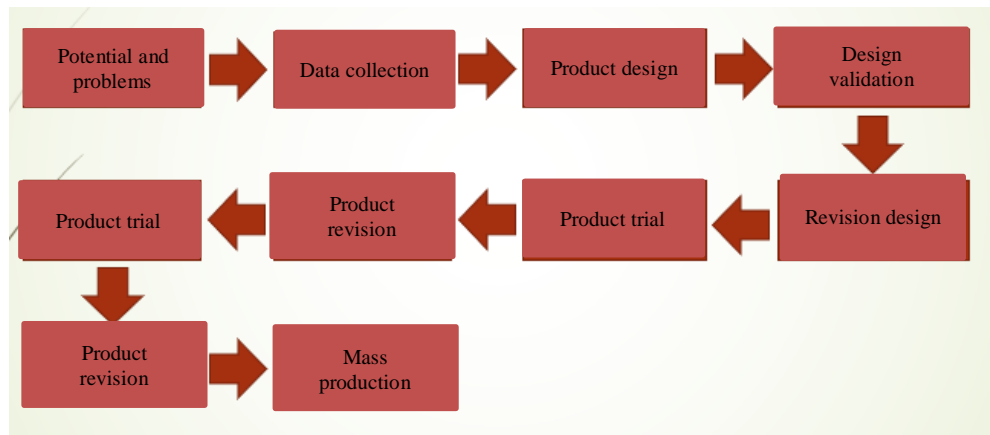 Potential and
problems
Data collection
Product design
Design
validation
Revision design
Product trial
Product
revision
Product trial
Product
revision
Mass
production